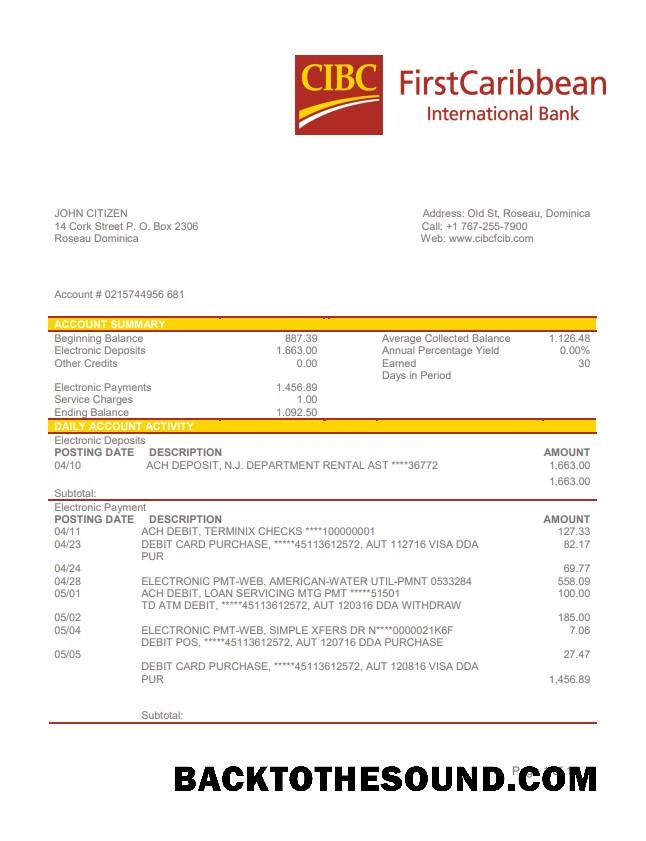 CIBC FirstCaribbean
International Bank
JOHN CITIZEN Address: Old St, Roseau, Dominica
14 Cork Street P. O. Box 2306 Call: +1 767-255-7900
Roseau Dominica Web: www.cibcfcib.com
Account # 0215744956 681
ACCOUNT SUMMARY
Beginning Balance 887.39 Average Collected Balance 1.126.48
Electronic Deposits 1.663.00 Annual Percentage Yield 0.00%
Other Credits 0.00 Earned 30
Days in Period
Electronic Payments 1.456.89
Service Charges 1.00
Ending Balance 1.092.50
DAILY ACCOUNT ACTIVITY
Electronic Deposits
POSTING DATE DESCRIPTION AMOUNT
04/10 ACH DEPOSIT, N.J. DEPARTMENT RENTAL AST ****36772 1,663.00
1,663.00
Subtotal:
Electronic Payment
POSTING DATE DESCRIPTION AMOUNT
04/11 ACH DEBIT, TERMINIX CHECKS ****100000001 127.33
04/23 DEBIT CARD PURCHASE, *****45113612572, AUT 112716 VISA DDA 82.17
PUR
04/24 69.77
04/28 ELECTRONIC PMT-WEB, AMERICAN-WATER UTIL-PMNT 0533284 558.09
05/01 ACH DEBIT, LOAN SERVICING MTG PMT *****51501 100.00
TD ATM DEBIT, *****45113612572, AUT 120316 DDA WITHDRAW
05/02 185.00
05/04 ELECTRONIC PMT-WEB, SIMPLE XFERS DR N****0000021K6F 7.06
DEBIT POS, *****45113612572, AUT 120716 DDA PURCHASE
05/05 27.47
DEBIT CARD PURCHASE, *****45113612572, AUT 120816 VISA DDA
PUR 1,456.89
Subtotal:
BACKTOTHESOUND.COM